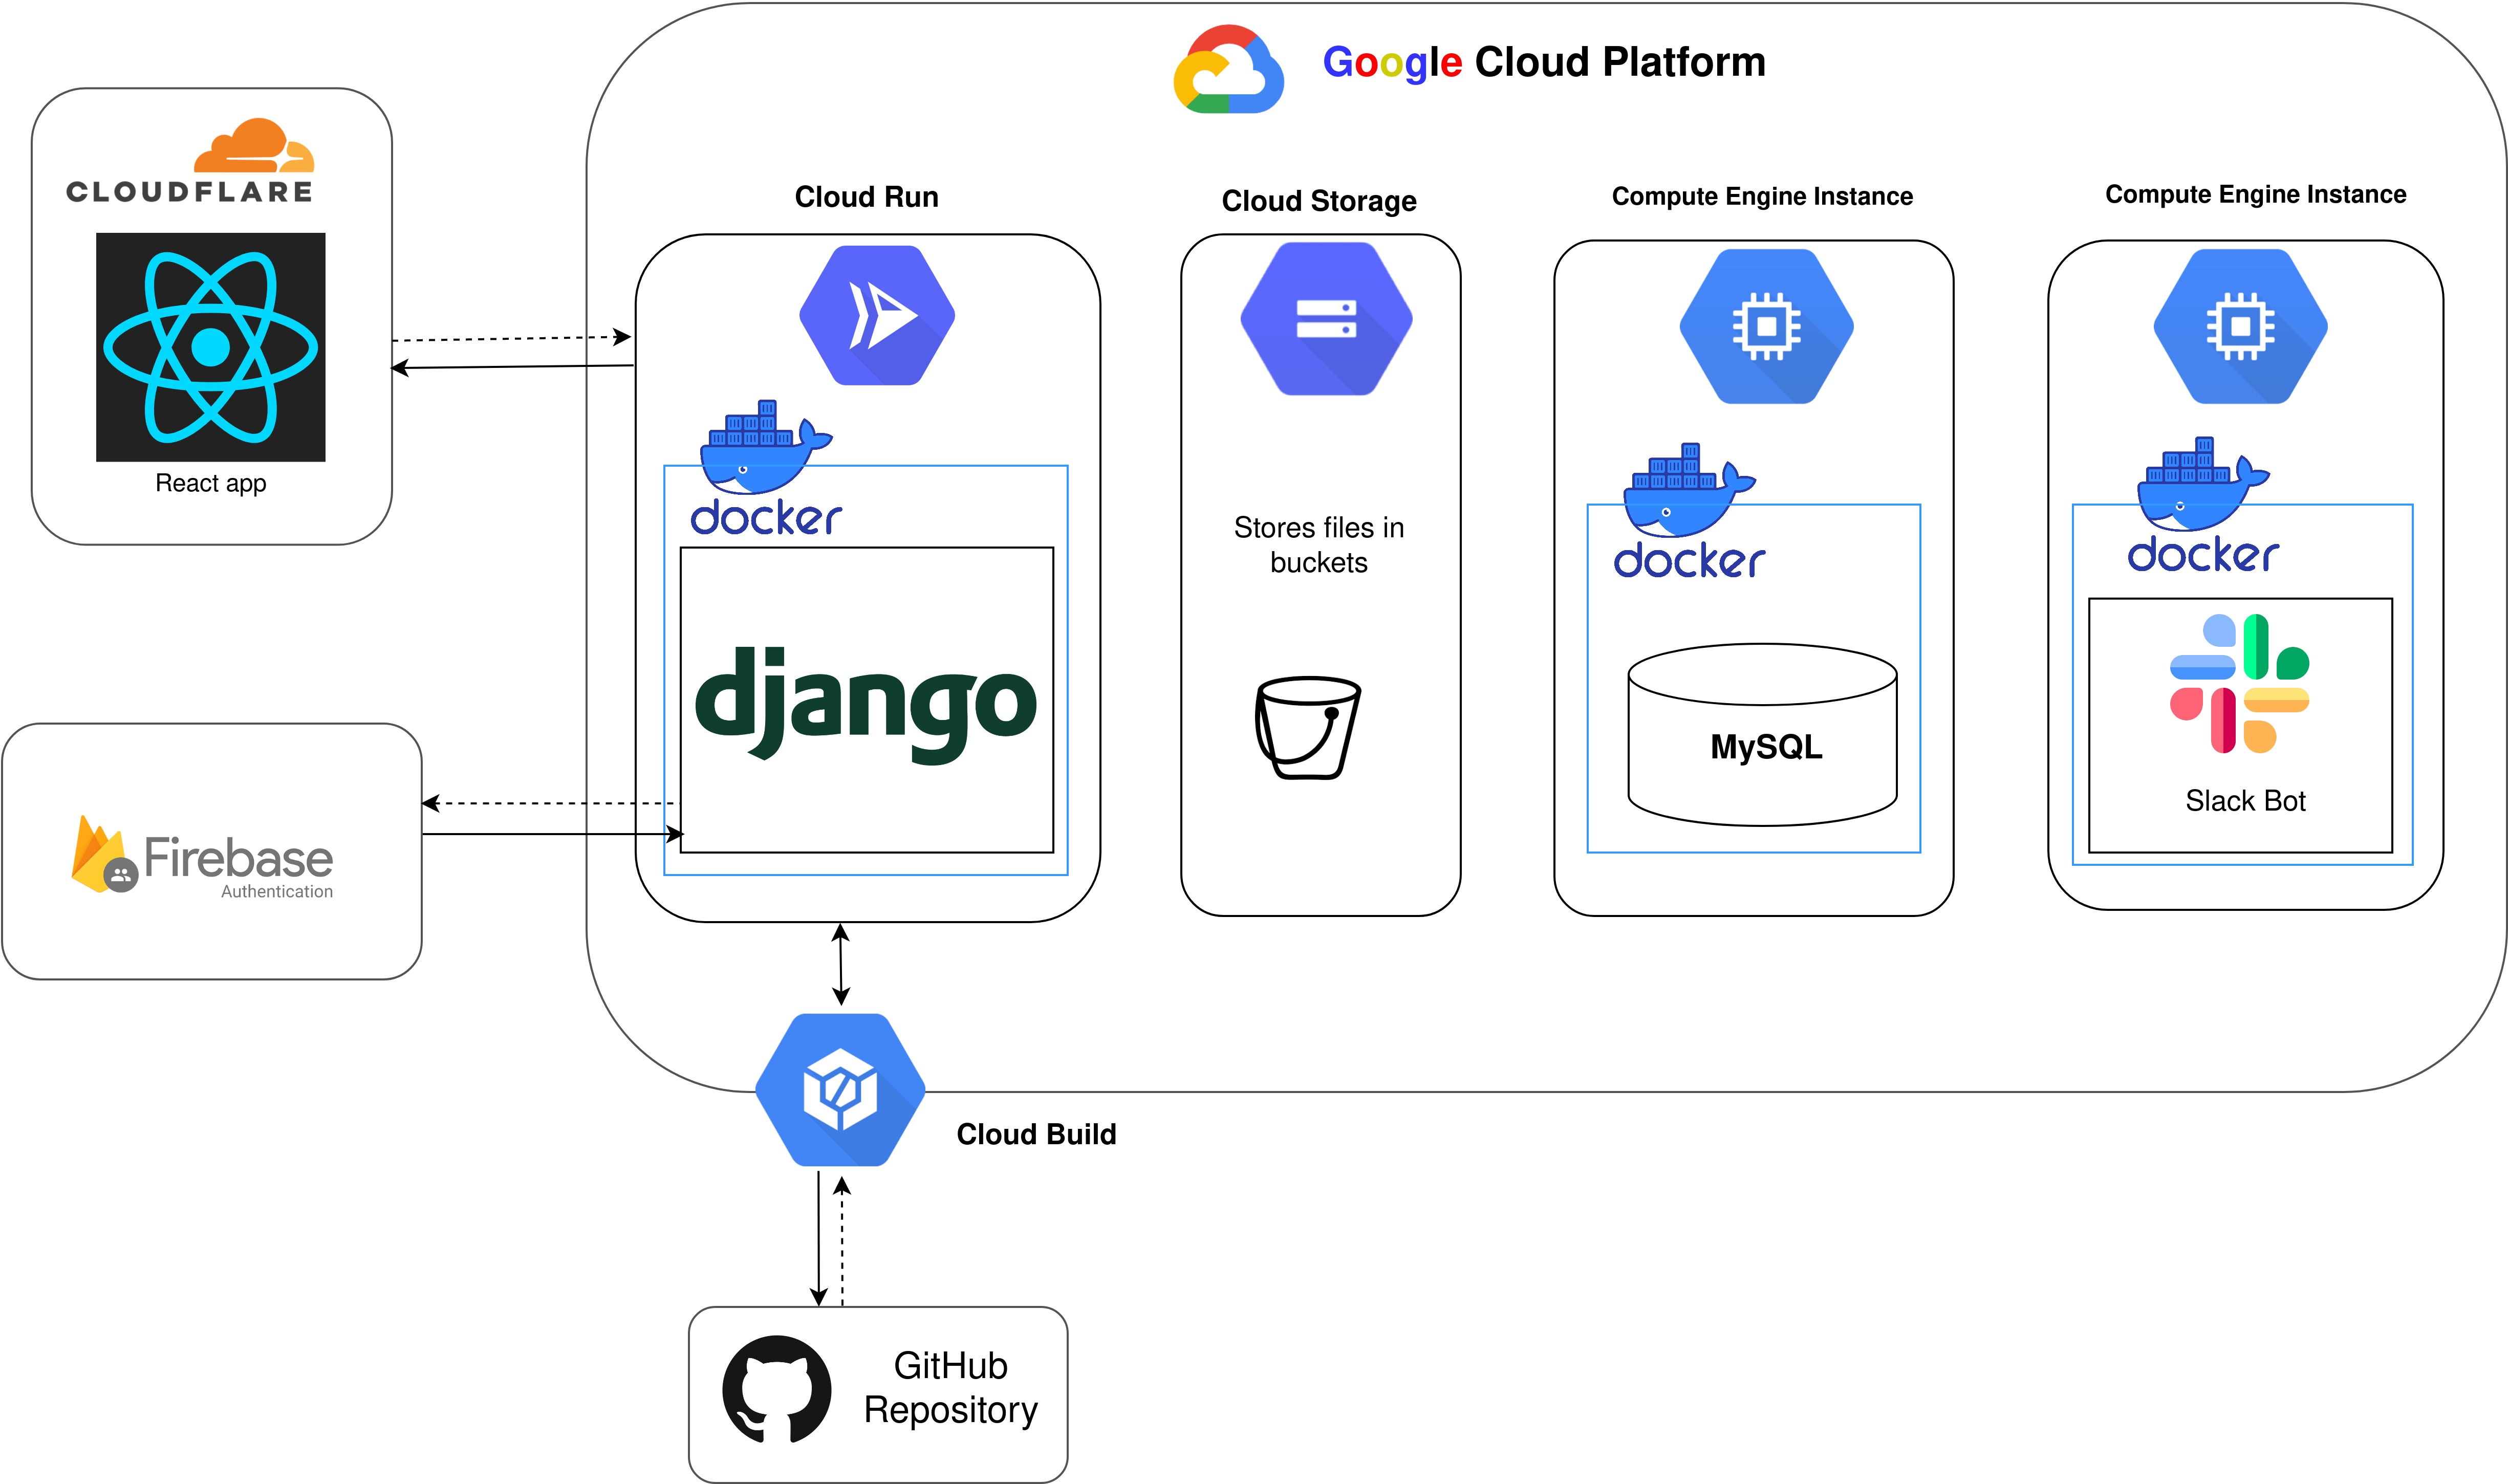 Google Cloud Platform
CLOUDFLARE
React app
Cloud Run
docker
django
Cloud Storage
Stores files in
buckets
Compute Engine Instance
docker
MySQL
Compute Engine Instance
docker
Slack Bot
Firebase
Authentication
Cloud Build
GitHub
Repository